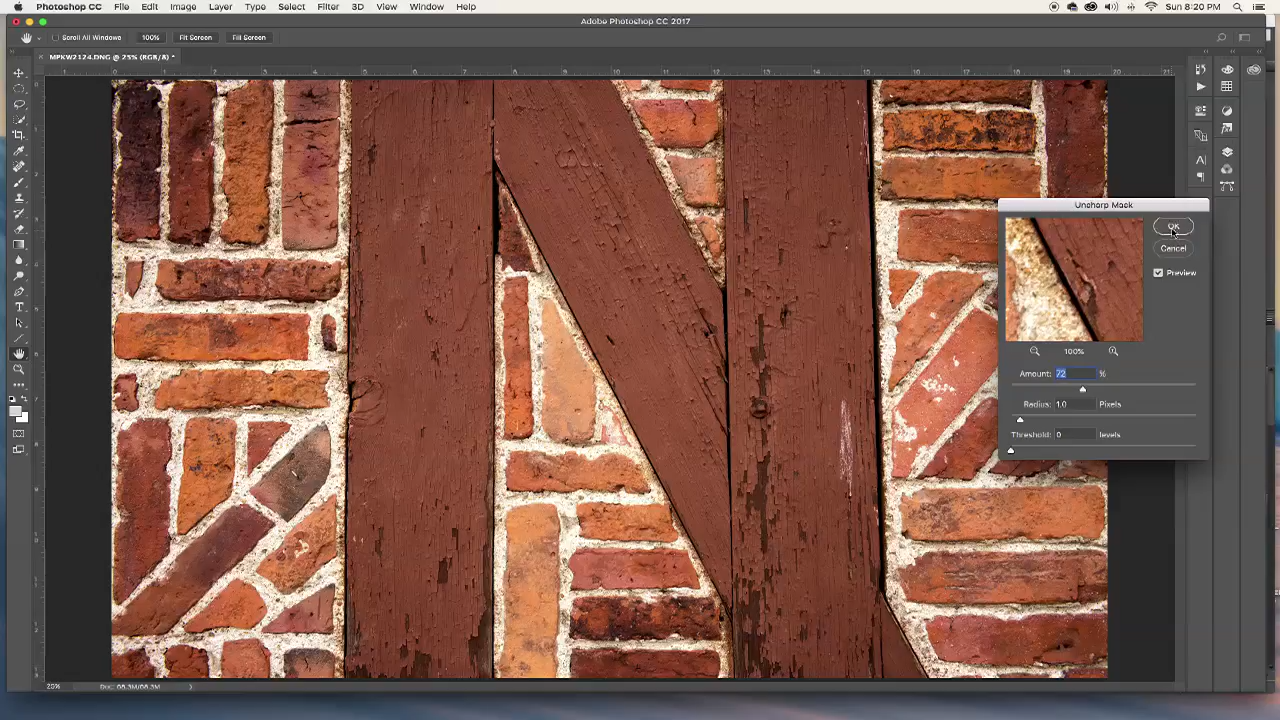 Photoshop CC File Edit Image Layer Type Select Filter 3D View Window Help Sun 8:20 PM
Adobe Photoshop CC 2017
Scroll All Windows 100% Fit Screen Fill Screen
× MPKW2124.DNG @ 25% (RGB/8) *
Unsharp Mask
OK
Cancel
Preview
100%
Amount: 72 %
Radius: 1.0 Pixels
Threshold: 0 levels
25%